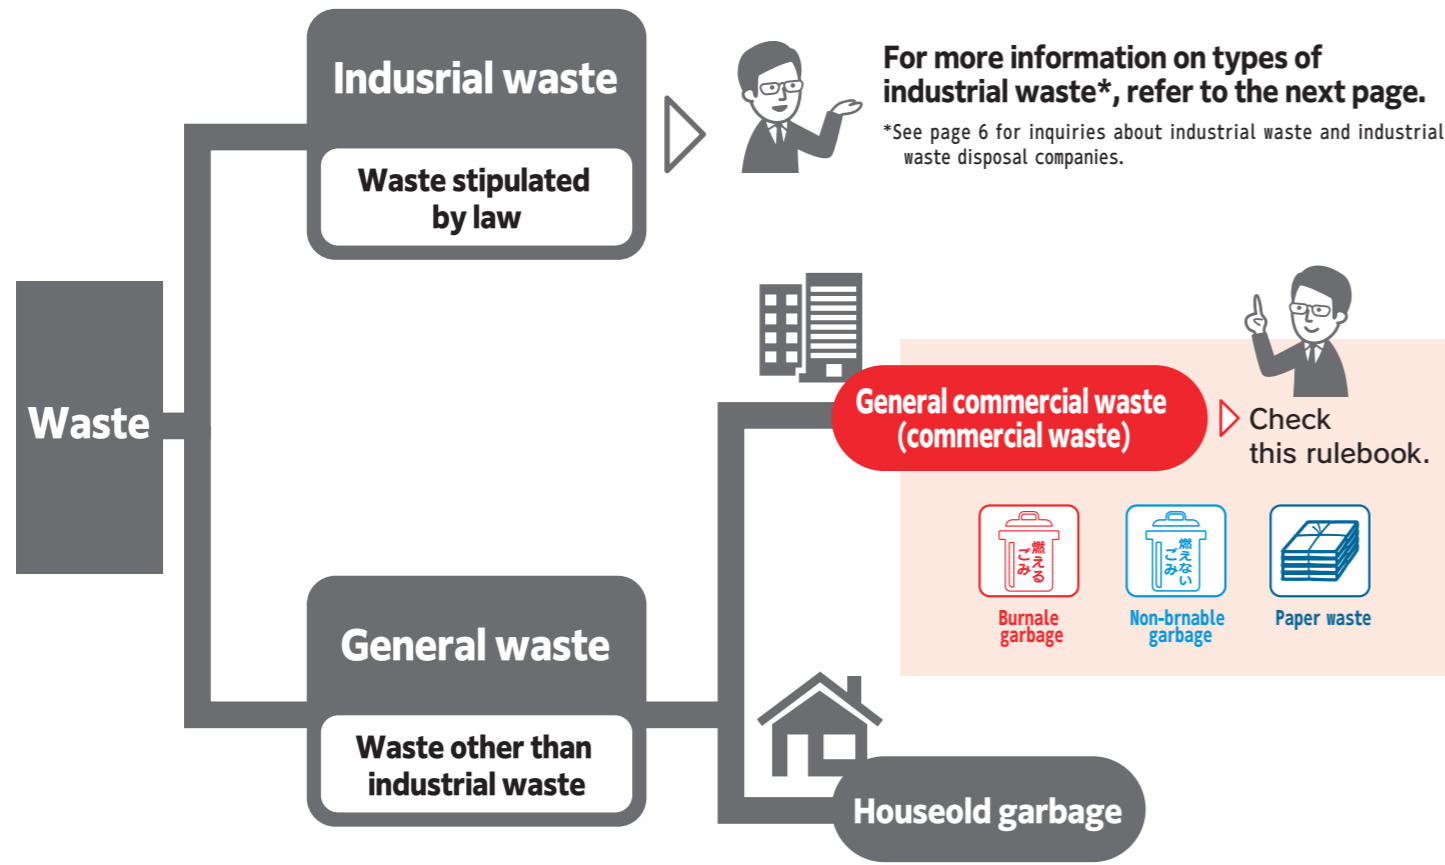 Indusrial waste
Waste stipulated
by law
For more information on types of
industrial waste*, refer to the next page.
*See page 6 for inquiries about industrial waste and industrial
waste disposal companies.
Waste
General commercial waste
(commercial waste)
Check
this rulebook.
燃える
ごみ
燃えない
ごみ
Burnale
garbage
Non-brnable
garbage
Paper waste
General waste
Waste other than
industrial waste
Houseold garbage